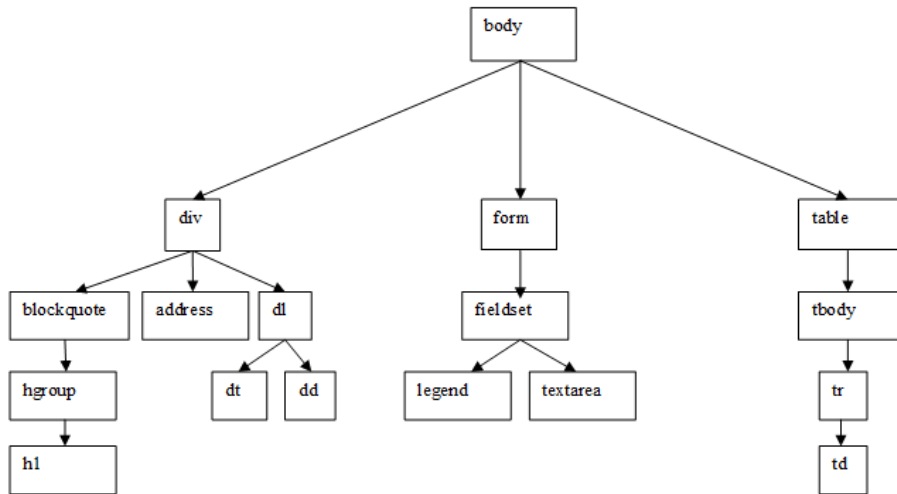 body
div
form
table
blockquote
address
dl
fieldset
tbody
hgroup
dt
dd
legend
textarea
tr
h1
td